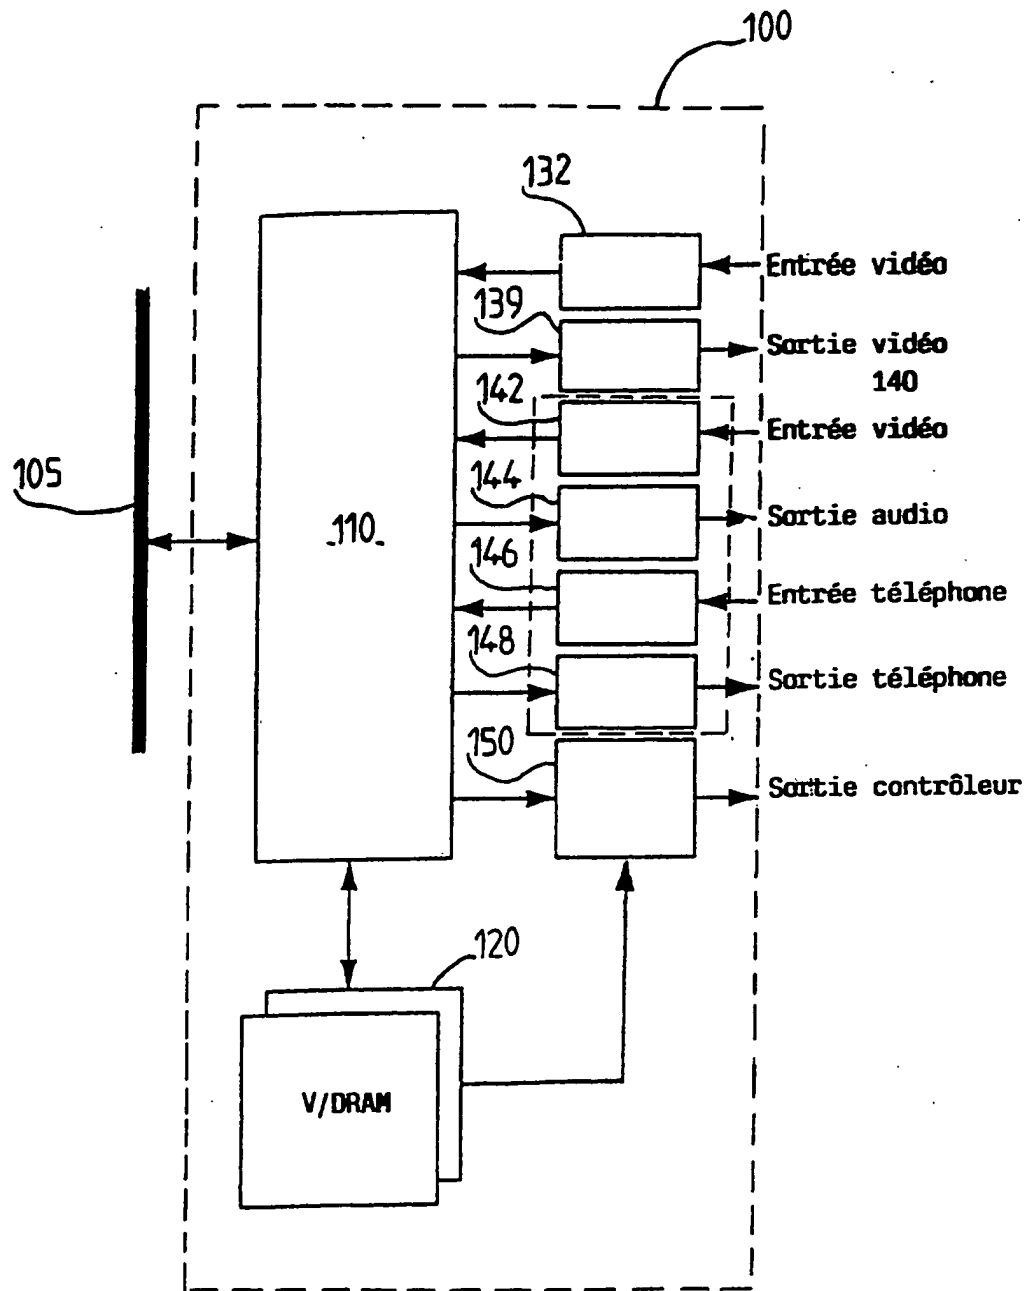 100
132
Entrée vidéo
139
Sortie vidéo
140
142
Entrée vidéo
105
144
Sortie audio
110
146
Entrée téléphone
148
Sortie téléphone
150
Sortie contrôleur
120
V/DRAM